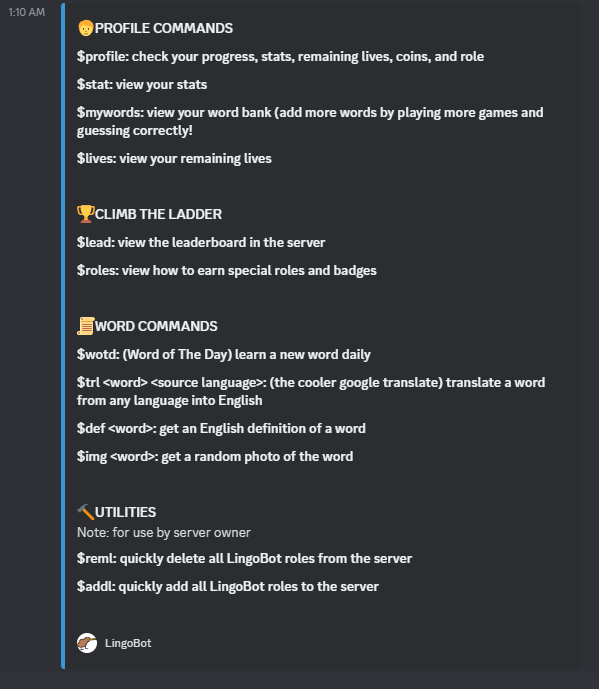 1:10 AM
PROFILE COMMANDS
$profile: check your progress, stats, remaining lives, coins, and role
$stat: view your stats
$mywords: view your word bank (add more words by playing more games and
guessing correctly!
$lives: view your remaining lives
CLIMB THE LADDER
$lead: view the leaderboard in the server
$roles: view how to earn special roles and badges
WORD COMMANDS
$wotd: (Word of The Day) learn a new word daily
$trl <word> <source language>: (the cooler google translate) translate a word
from any language into English
$def <word>: get an English definition of a word
$img <word>: get a random photo of the word
UTILITIES
Note: for use by server owner
$reml: quickly delete all LingoBot roles from the server
$addl: quickly add all LingoBot roles to the server
LingoBot